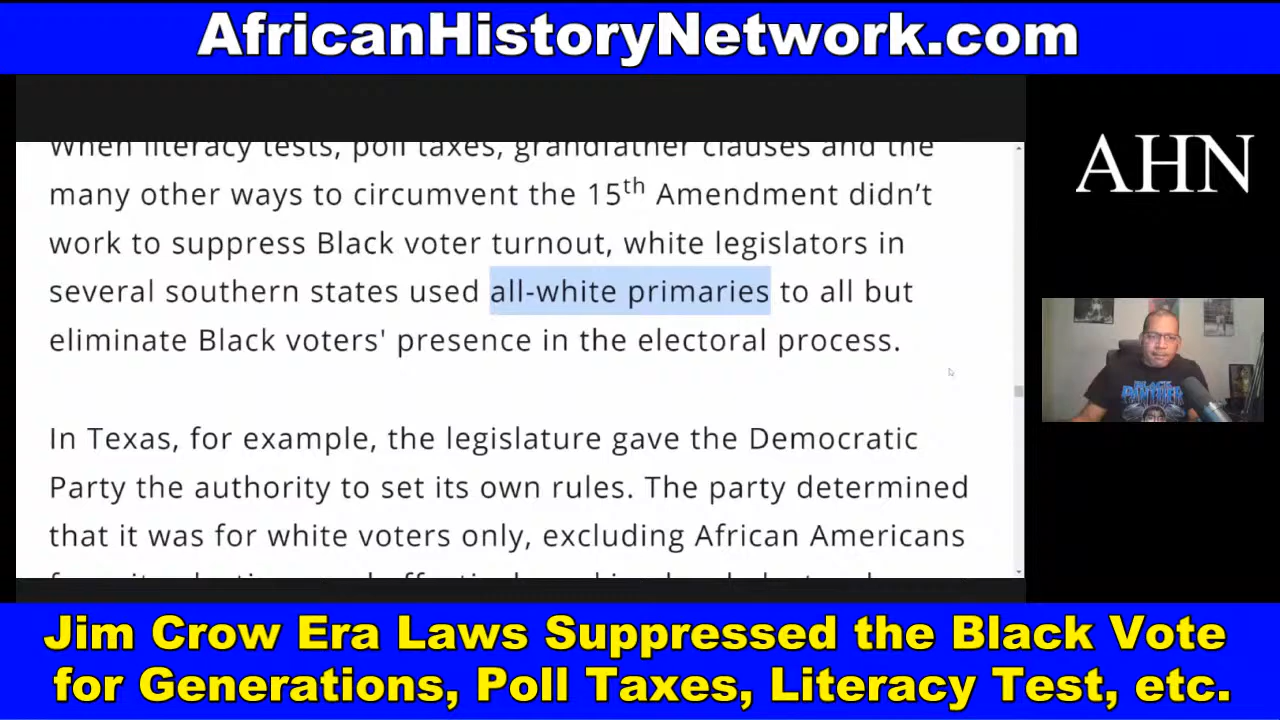 AfricanHistoryNetwork.com
AHN
When literacy tests, poll taxes, grandfather clauses and the
many other ways to circumvent the 15th Amendment didn’t
work to suppress Black voter turnout, white legislators in
several southern states used all-white primaries to all but
eliminate Black voters' presence in the electoral process.
In Texas, for example, the legislature gave the Democratic
Party the authority to set its own rules. The party determined
that it was for white voters only, excluding African Americans
BLACK
PANTHER
Jim Crow Era Laws Suppressed the Black Vote
for Generations, Poll Taxes, Literacy Test, etc.